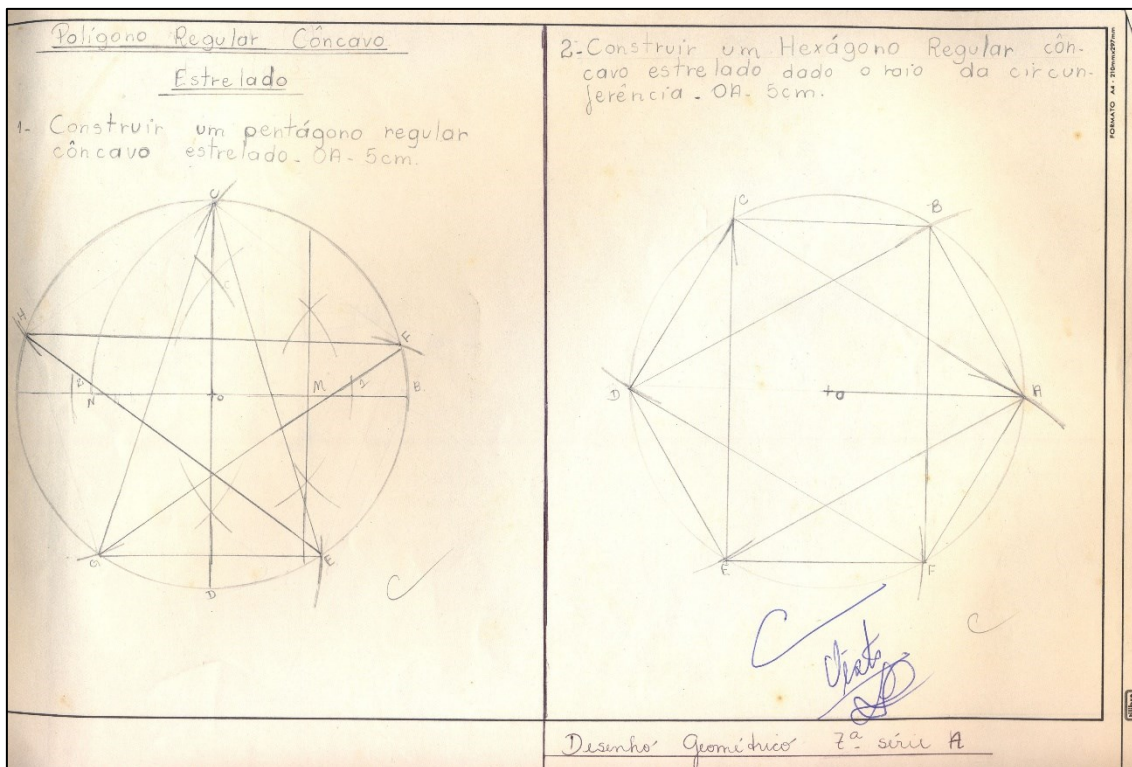 Polígono Regular Côncavo
Estrelado
1- Construir um pentágono regular
côncavo estrelado - OA - 5cm.
C
H
F
N
O
M
2
B
G
E
D
2- Construir um Hexágono Regular côn-
cavo estrelado dado o raio da circun-
ferência - OA - 5cm.
C
B
D
O
A
E
F
C
C
C
Visto
Desenho Geométrico 7ª série A
FORMATO A4 - 210mmx297mm